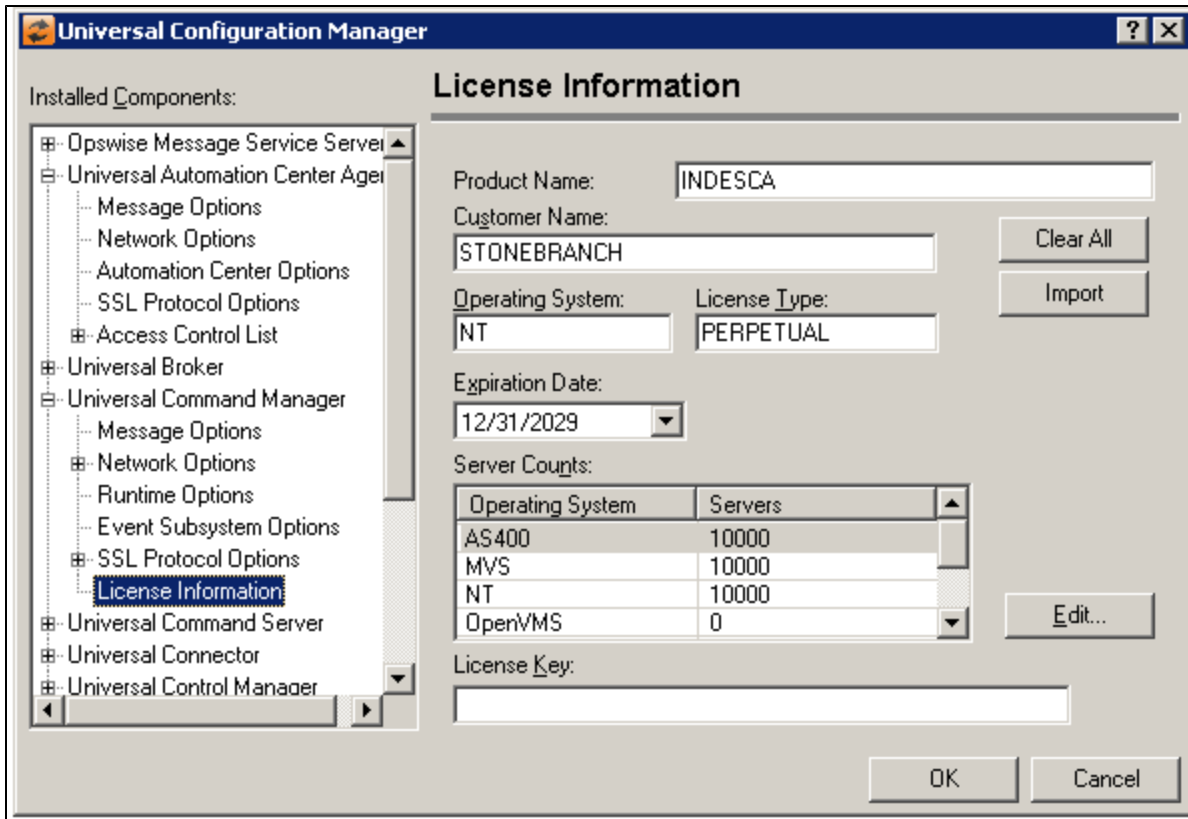 Universal Configuration Manager
Installed Components:
Opswise Message Service Server
Universal Automation Center Ager
Message Options
Network Options
Automation Center Options
SSL Protocol Options
Access Control List
Universal Broker
Universal Command Manager
Message Options
Network Options
Runtime Options
Event Subsystem Options
SSL Protocol Options
License Information
Universal Command Server
Universal Connector
Universal Control Manager
License Information
Product Name: INDESCA
Customer Name:
STONEBRANCH
Clear All
Import
Operating System: License Type:
NT PERPETUAL
Expiration Date:
12/31/2029
Server Counts:
Operating System Servers
AS400 10000
MVS 10000
NT 10000
OpenVMS 0
Edit...
License Key:
OK Cancel